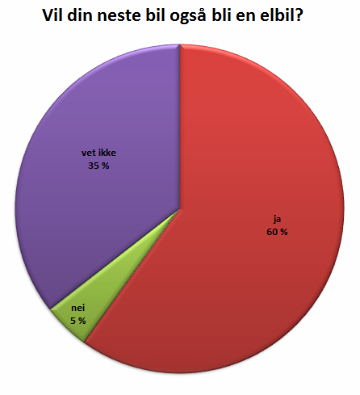 Vil din neste bil også bli en elbil?
vet ikke
35 %
ja
60 %
nei
5 %